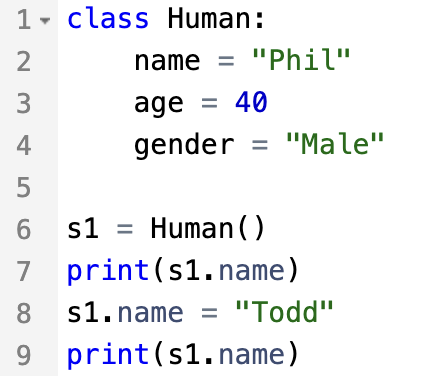 1 class Human:
2     name = "Phil"
3     age = 40
4     gender = "Male"
5
6 s1 = Human()
7 print(s1.name)
8 s1.name = "Todd"
9 print(s1.name)